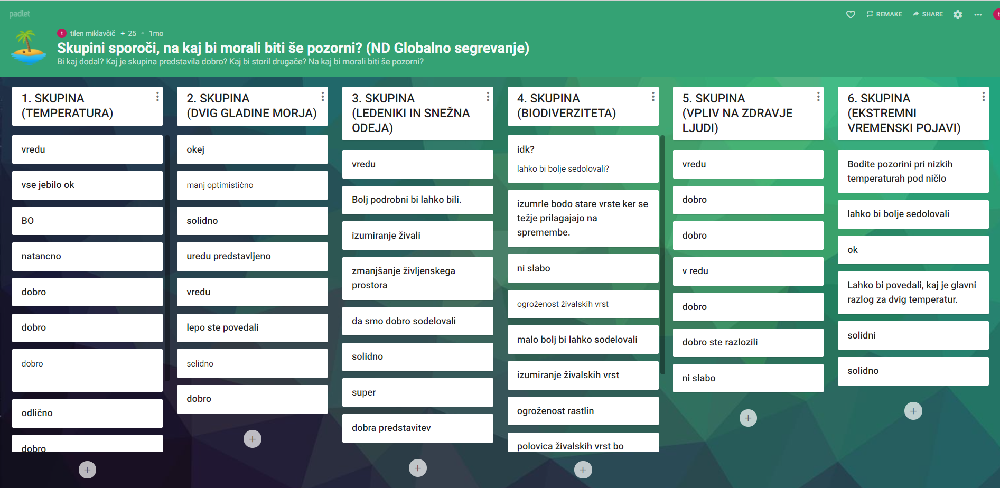 padlet
REMAKE
SHARE
t
t
tilen miklavčič + 25 • 1mo
Skupini sporoči, na kaj bi morali biti še pozorni? (ND Globalno segrevanje)
Bi kaj dodal? Kaj je skupina predstavila dobro? Kaj bi storil drugače? Na kaj bi morali biti še pozorni?
1. SKUPINA
(TEMPERATURA)
vredu
vse jebilo ok
BO
natancno
dobro
dobro
dobro
odlično
dobro
2. SKUPINA
(DVIG GLADINE MORJA)
okej
manj optimistično
solidno
uredu predstavljeno
vredu
lepo ste povedali
selidno
dobro
3. SKUPINA
(LEDENIKI IN SNEŽNA
ODEJA)
vredu
Bolj podrobni bi lahko bili.
izumiranje živali
zmanjšanje življenskega
prostora
da smo dobro sodelovali
solidno
super
dobra predstavitev
4. SKUPINA
(BIODIVERZITETA)
idk?
lahko bi bolje sedolovali?
izumrle bodo stare vrste ker se
težje prilagajajo na
spremembe.
ni slabo
ogroženost živalskih vrst
malo bolj bi lahko sodelovali
izumiranje živalskih vrst
ogroženost rastlin
polovica živalskih vrst bo
5. SKUPINA
(VPLIV NA ZDRAVJE
LJUDI)
vredu
dobro
dobro
v redu
dobro
dobro ste razlozili
ni slabo
6. SKUPINA
(EKSTREMNI
VREMENSKI POJAVI)
Bodite pozorini pri nizkih
temperaturah pod ničlo
lahko bi bolje sedolovali
ok
Lahko bi povedali, kaj je glavni
razlog za dvig temperatur.
solidni
solidno